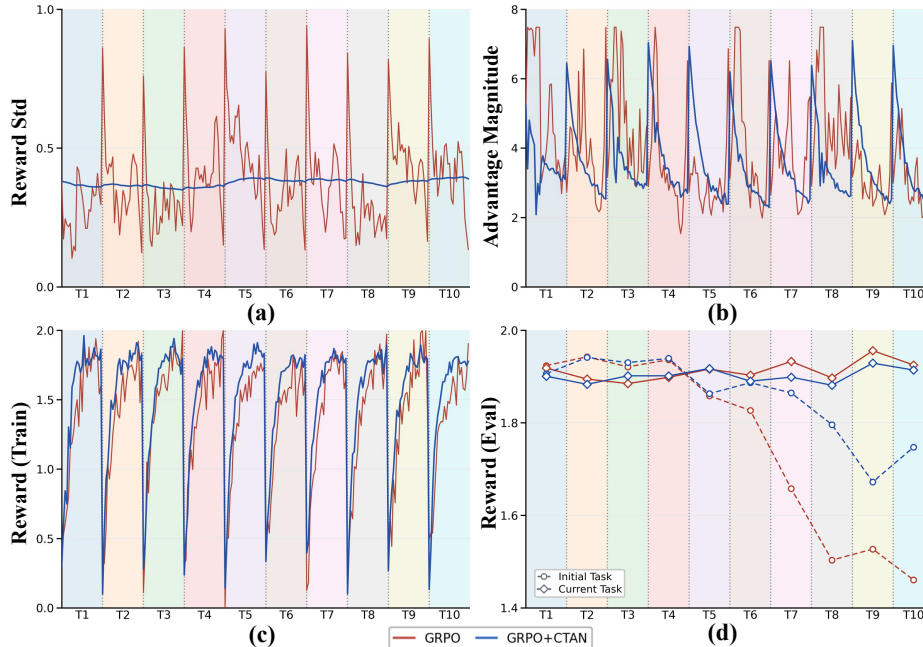 1.0
0.5
0.0
Reward Std
T1 T2 T3 T4 T5 T6 T7 T8 T9 T10
(a)
8
6
4
2
0
Advantage Magnitude
T1 T2 T3 T4 T5 T6 T7 T8 T9 T10
(b)
2.0
1.5
1.0
0.5
0.0
Reward (Train)
T1 T2 T3 T4 T5 T6 T7 T8 T9 T10
(c)
2.0
1.8
1.6
1.4
Reward (Eval)
Initial Task
Current Task
T1 T2 T3 T4 T5 T6 T7 T8 T9 T10
(d)
GRPO GRPO+CTAN